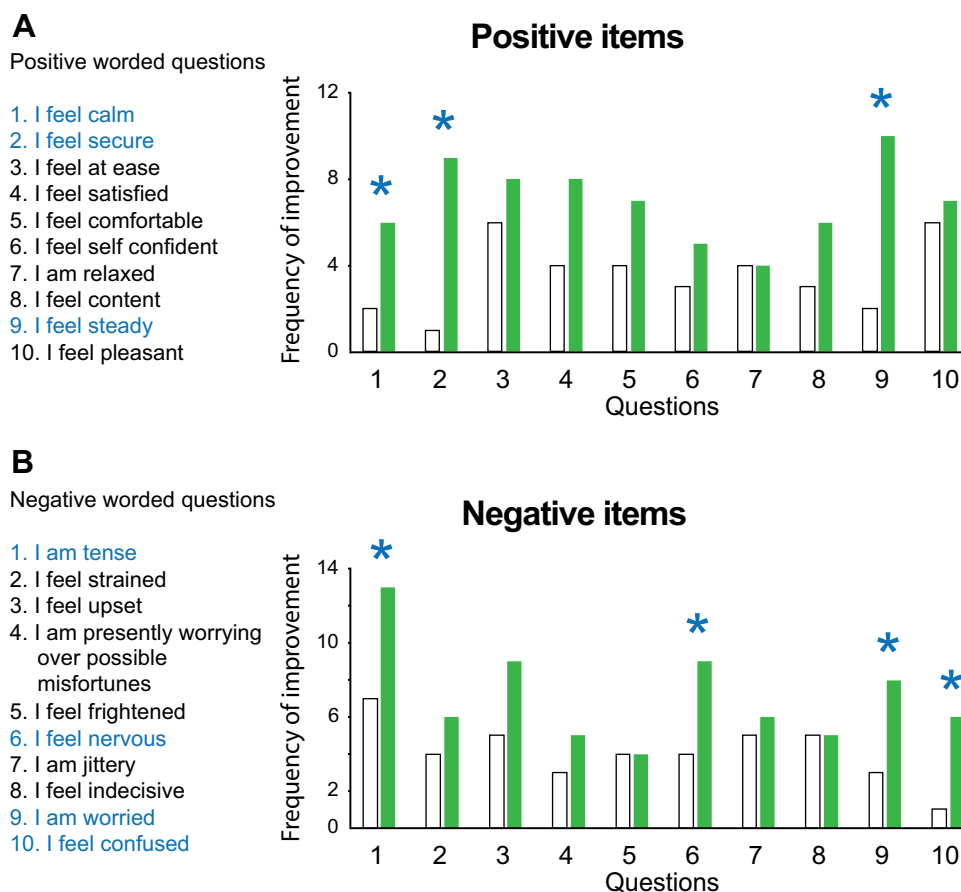 A
Positive items
Positive worded questions
1. I feel calm
2. I feel secure
3. I feel at ease
4. I feel satisfied
5. I feel comfortable
6. I feel self confident
7. I am relaxed
8. I feel content
9. I feel steady
10. I feel pleasant
Frequency of improvement
12
8
4
0
* * *
1 2 3 4 5 6 7 8 9 10
Questions
B
Negative worded questions
Negative items
1. I am tense
2. I feel strained
3. I feel upset
4. I am presently worrying
over possible
misfortunes
5. I feel frightened
6. I feel nervous
7. I am jittery
8. I feel indecisive
9. I am worried
10. I feel confused
Frequency of improvement
14
10
6
2
0
* * * *
1 2 3 4 5 6 7 8 9 10
Questions